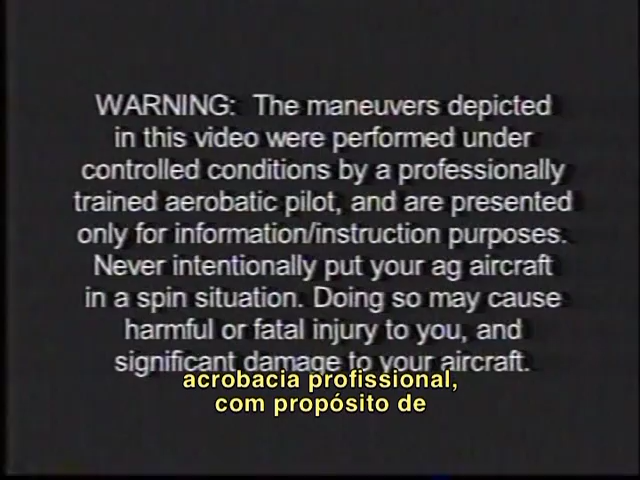 WARNING: The maneuvers depicted
in this video were performed under
controlled conditions by a professionally
trained aerobatic pilot, and are presented
only for information/instruction purposes.
Never intentionally put your ag aircraft
in a spin situation. Doing so may cause
harmful or fatal injury to you, and
significant damage to your aircraft.
acrobacia profissional,
com propósito de